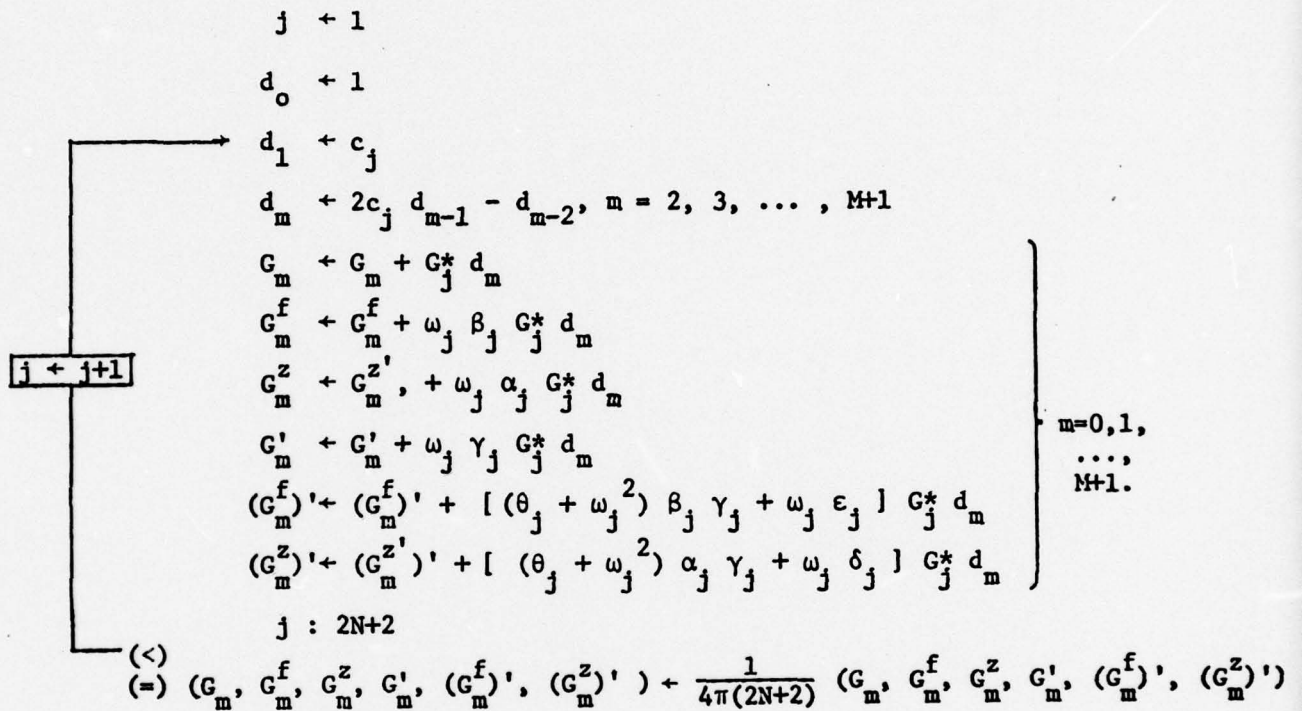 j ← 1
d_o ← 1
d_1 ← c_j
d_m ← 2c_j d_{m-1} - d_{m-2}, m = 2, 3, ... , M+1
G_m ← G_m + G*_j d_m
G^f_m ← G^f_m + ω_j β_j G*_j d_m
j ← j+1
G^z_m ← G^{z'}_m, + ω_j α_j G*_j d_m
G'_m ← G'_m + ω_j γ_j G*_j d_m
m=0,1,
...,
M+1.
(G^f_m)' ← (G^f_m)' + [ (θ_j + ω_j^2) β_j γ_j + ω_j ε_j ] G*_j d_m
(G^z_m)' ← (G^{z'}_m)' + [ (θ_j + ω_j^2) α_j γ_j + ω_j δ_j ] G*_j d_m
j : 2N+2
(<)
(=) (G_m, G^f_m, G^z_m, G'_m, (G^f_m)', (G^z_m)' ) ← \frac{1}{4π(2N+2)} (G_m, G^f_m, G^z_m, G'_m, (G^f_m)', (G^z_m)')